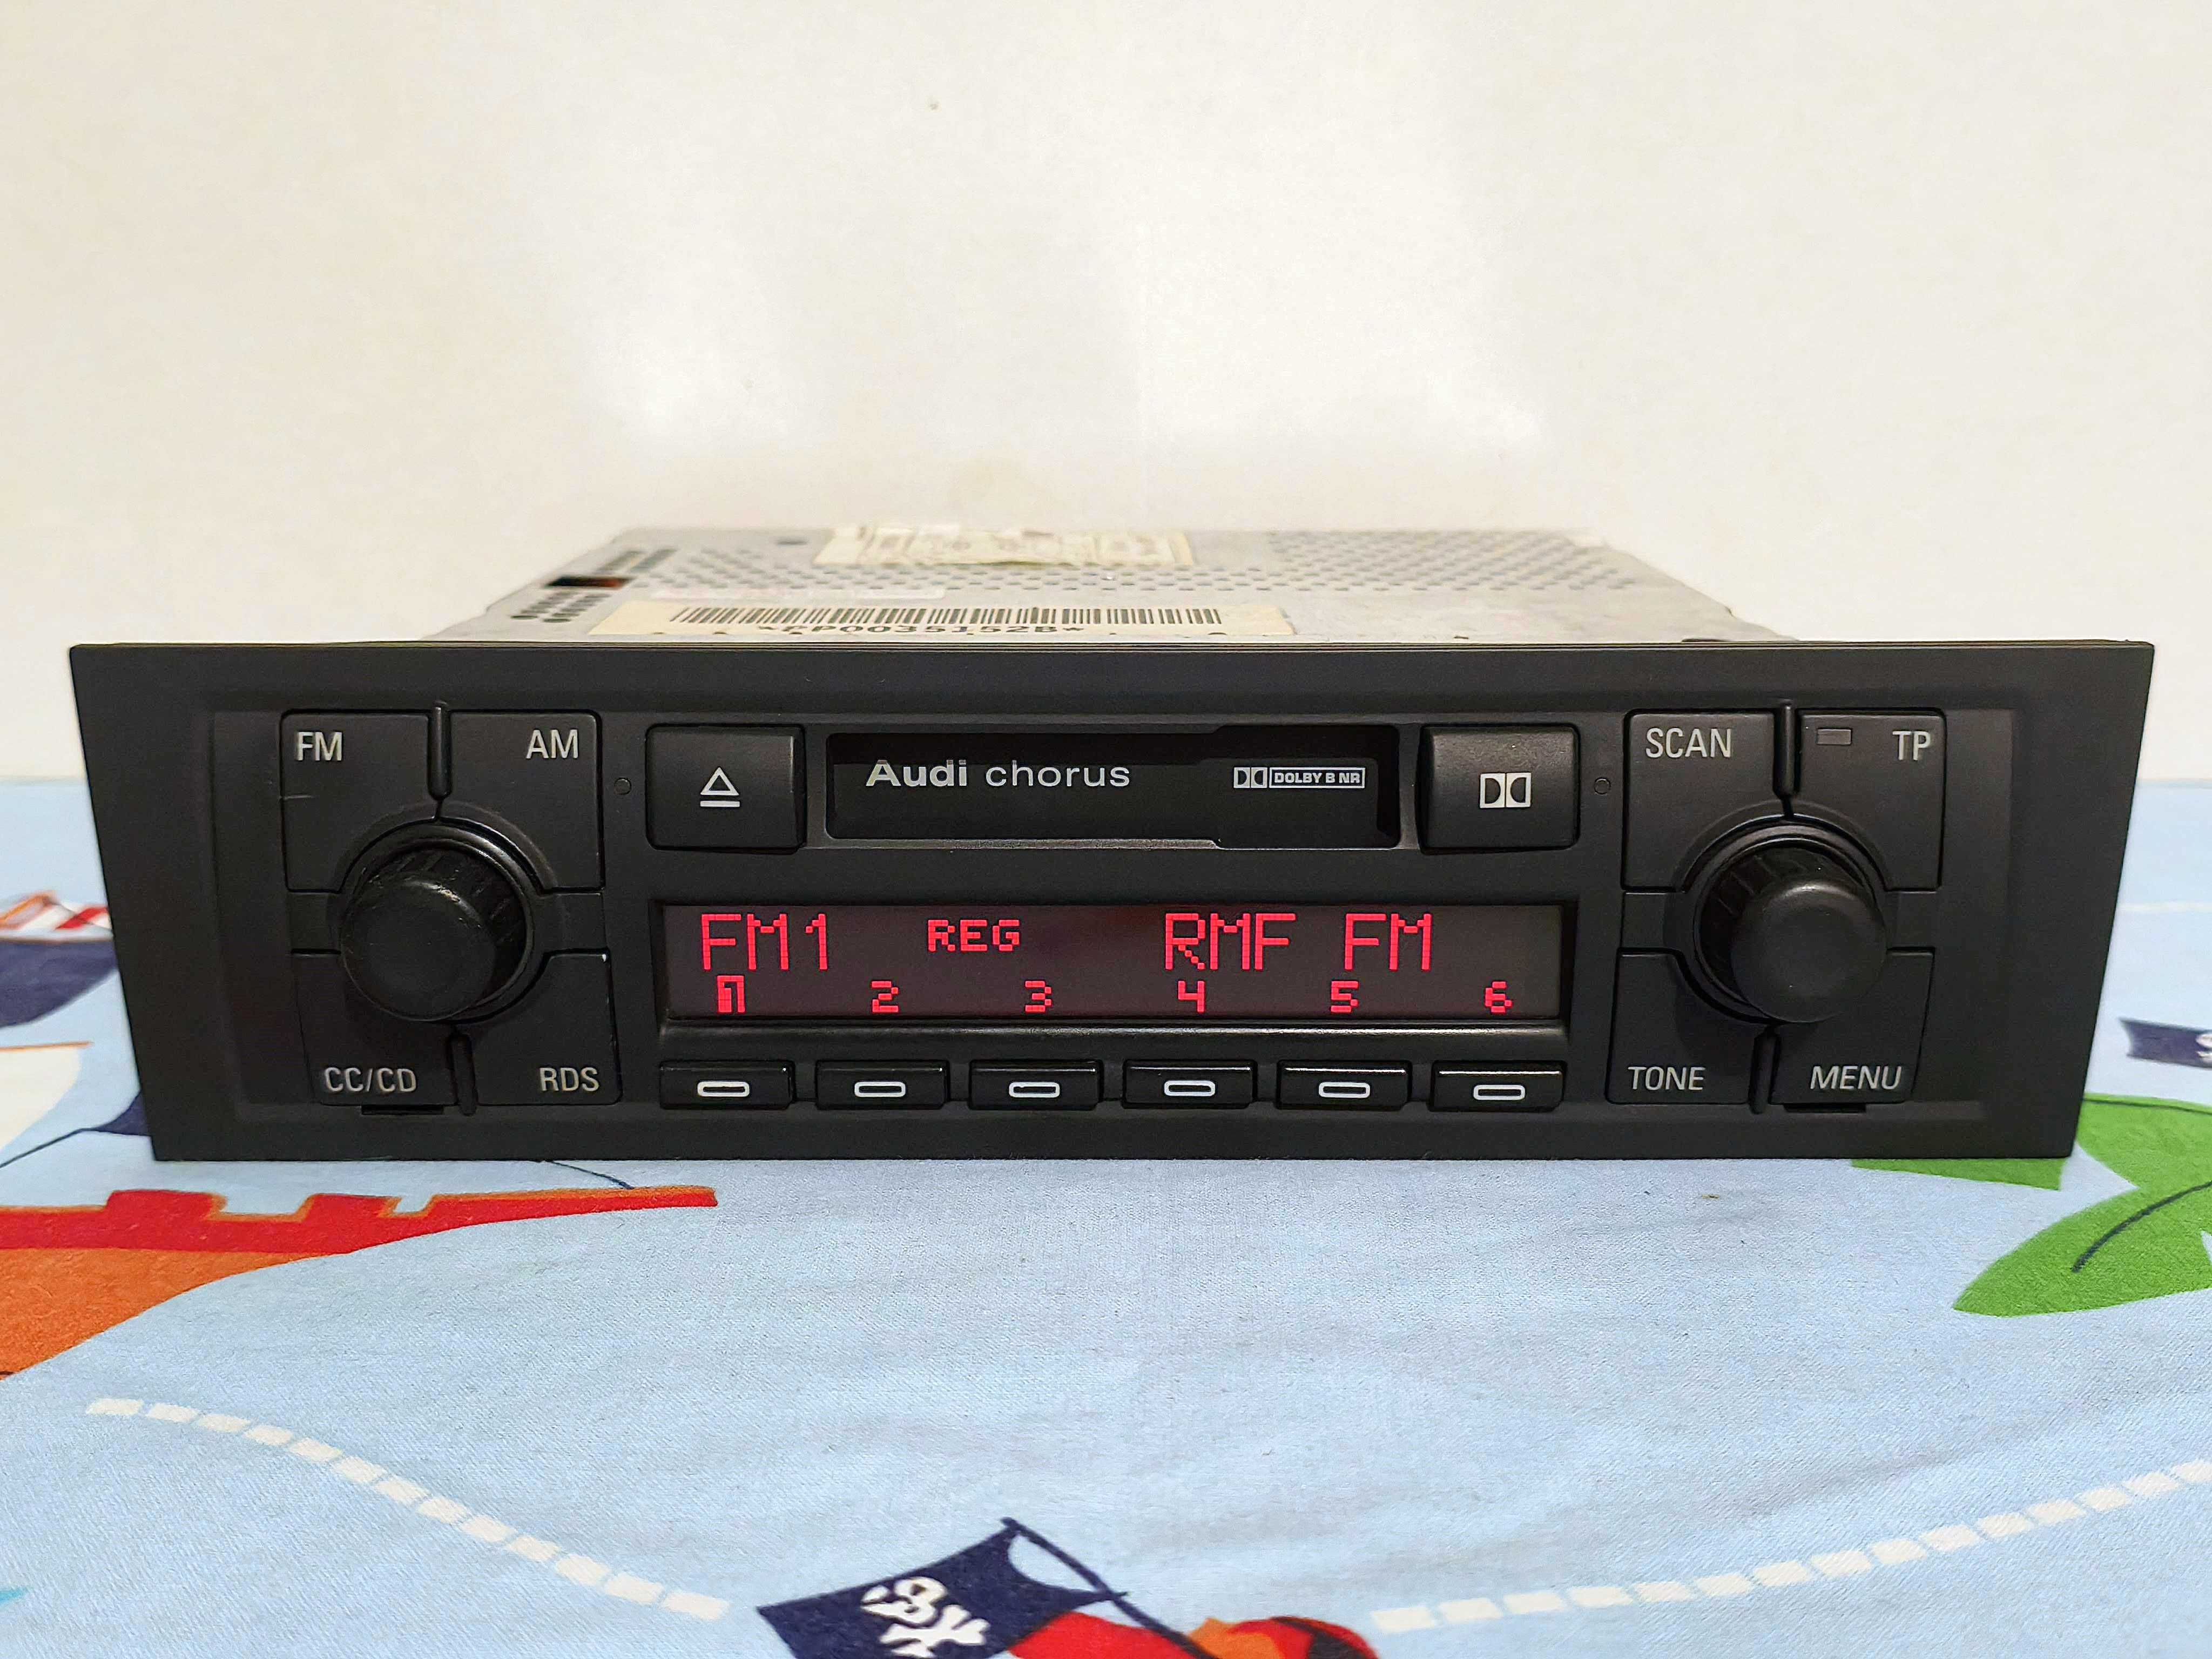 FM AM
Audi chorus
DOLBY B NR
SCAN TP
FM1 REG RMF FM
1 2 3 4 5 6
CC/CD RDS
TONE MENU